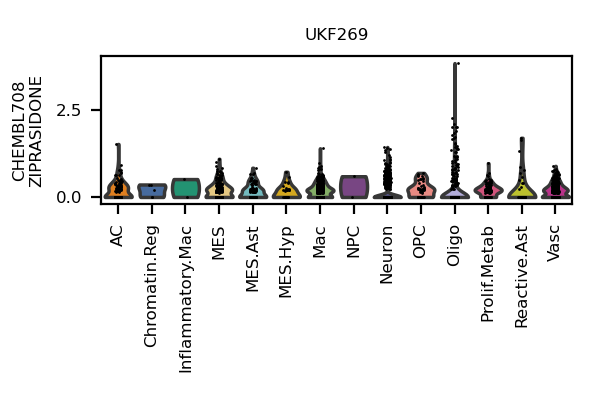 UKF269
CHEMBL708
ZIPRASIDONE
2.5
0.0
AC
Chromatin.Reg
Inflammatory.Mac
MES
MES.Ast
MES.Hyp
Mac
NPC
Neuron
OPC
Oligo
Prolif.Metab
Reactive.Ast
Vasc